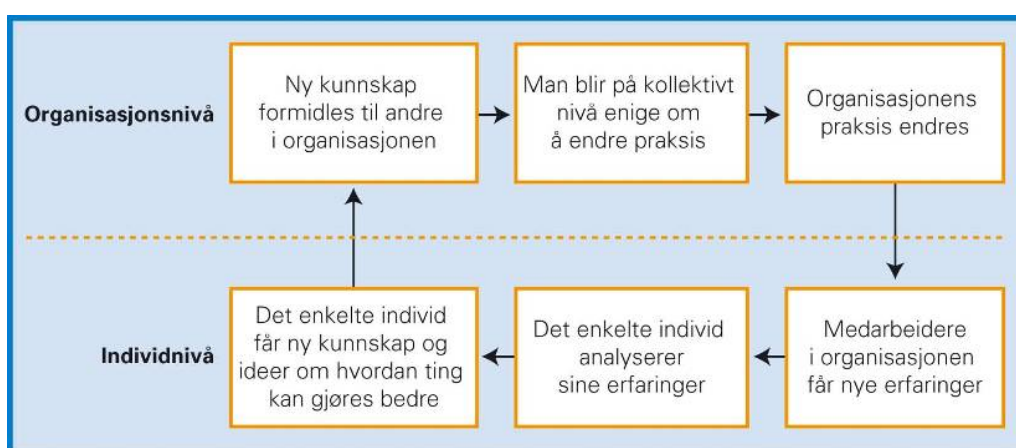 Organisasjonsnivå
Ny kunnskap
formidles til andre
i organisasjonen
Man blir på kollektivt
nivå enige om
å endre praksis
Organisasjonens
praksis endres
Individnivå
Det enkelte individ
får ny kunnskap og
ideer om hvordan ting
kan gjøres bedre
Det enkelte individ
analyserer
sine erfaringer
Medarbeidere
i organisasjonen
får nye erfaringer